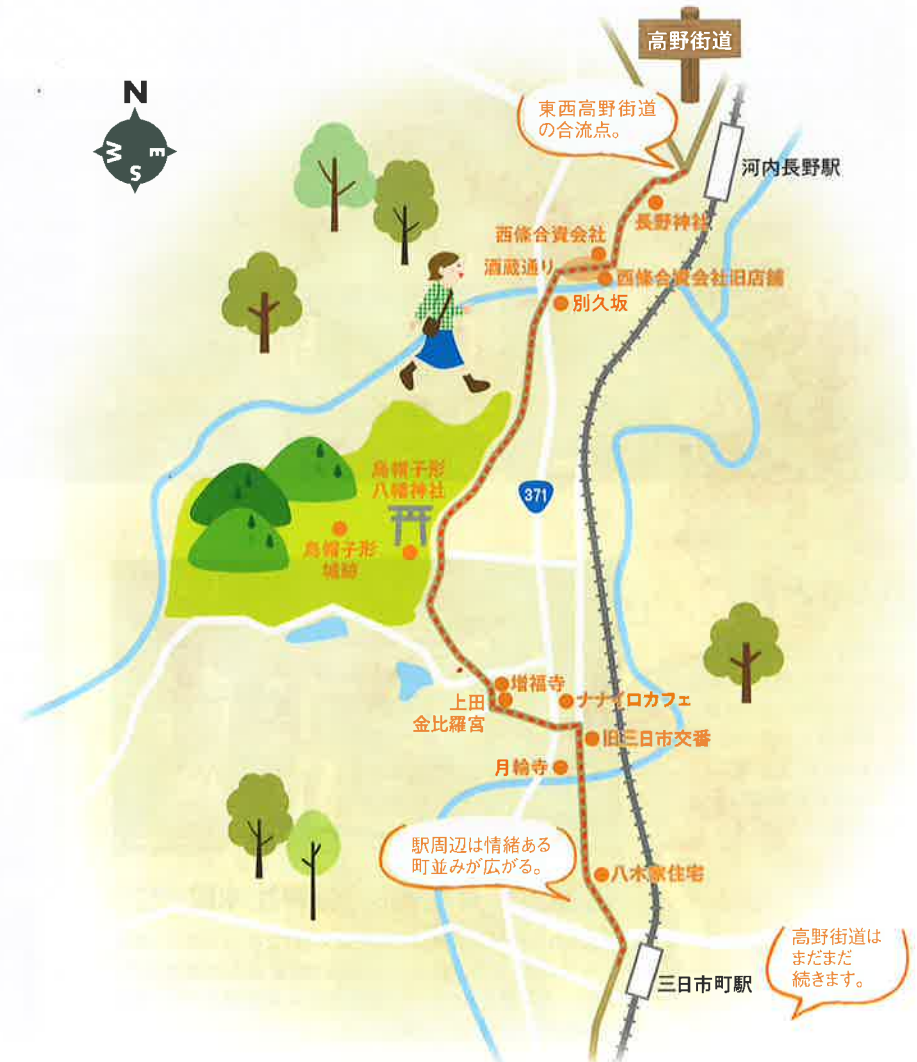 高野街道
N
E
W
S
東西高野街道
の合流点。
河内長野駅
長野神社
西條合資会社
酒蔵通り
西條合資会社旧店舗
別久坂
烏帽子形
八幡神社
371
烏帽子形
城跡
増福寺
上田
金比羅宮
ナナイロカフェ
旧三日市交番
月輪寺
駅周辺は情緒ある
町並みが広がる。
八木家住宅
高野街道は
まだまだ
続きます。
三日市町駅